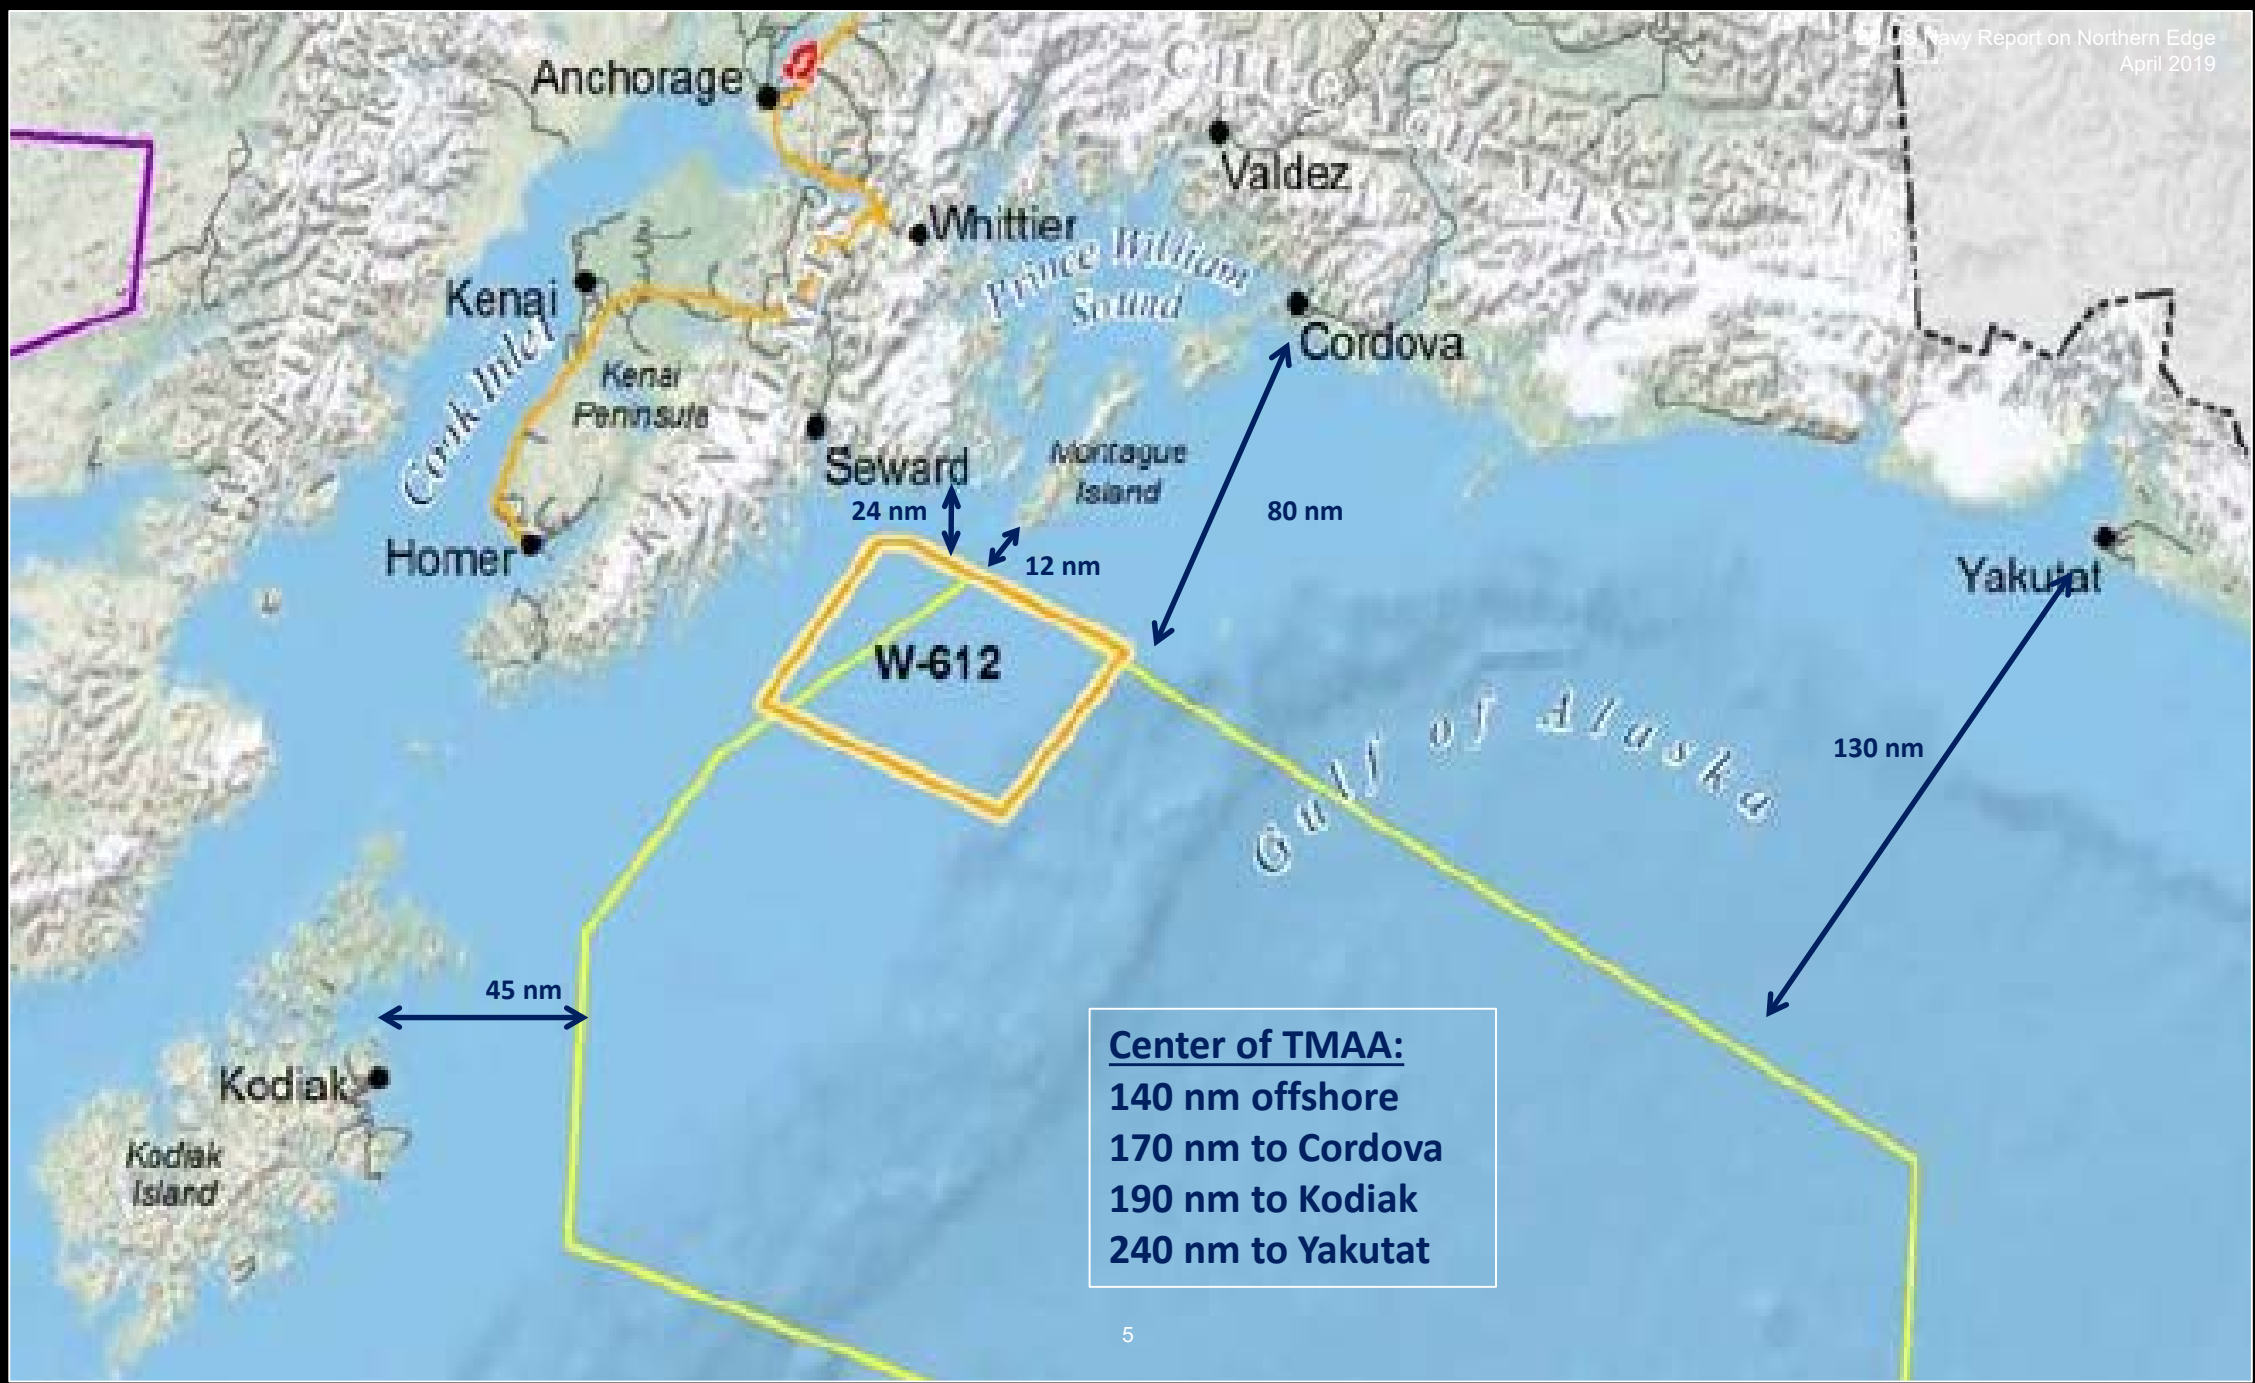 US Navy Report on Northern Edge
April 2019
Anchorage
Valdez
Whittier
Prince William
Sound
Kenai
Cordova
Cook Inlet
Kenai
Peninsula
Seward
Montague
Island
24 nm
80 nm
12 nm
Homer
Yakutat
W-612
Gulf of Alaska
130 nm
45 nm
Kodiak
Kodiak
Island
Center of TMAA:
140 nm offshore
170 nm to Cordova
190 nm to Kodiak
240 nm to Yakutat
5